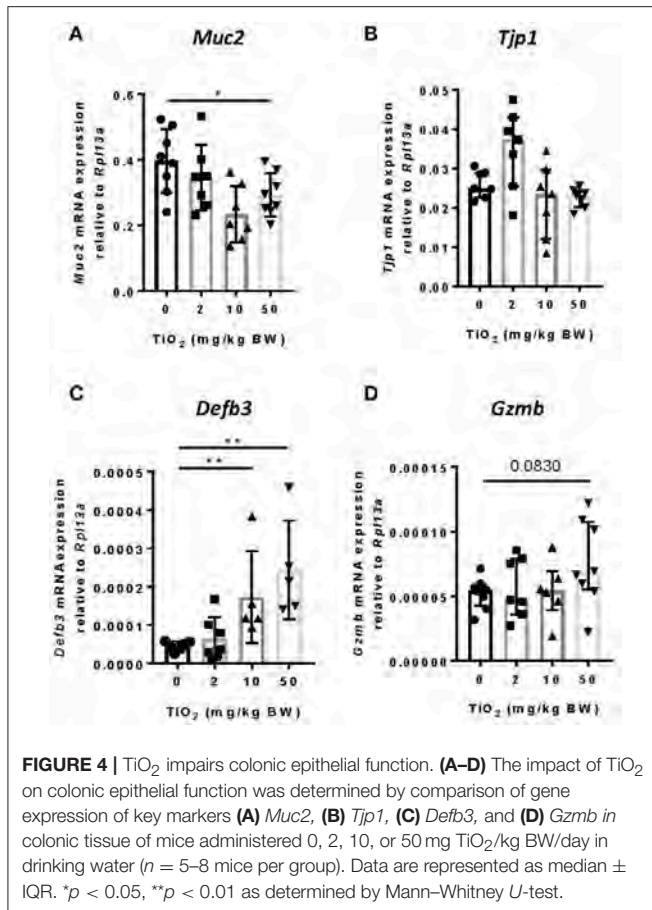 A
Muc2
Muc2 mRNA expression
relative to Rpl13a
0.6
0.4
0.2
0.0
*
0
2
10
50
TiO2 (mg/kg BW)
B
Tjp1
Tjp1 mRNA expression
relative to Rpl13a
0.05
0.04
0.03
0.02
0.01
0.00
0
2
10
50
TiO2 (mg/kg BW)
C
Defb3
Defb3 mRNA expression
relative to Rpl13a
0.0005
0.0004
0.0003
0.0002
0.0001
0.0000
**
**
0
2
10
50
TiO2 (mg/kg BW)
D
Gzmb
Gzmb mRNA expression
relative to Rpl13a
0.00015
0.00010
0.00005
0.00000
0.0830
0
2
10
50
TiO2 (mg/kg BW)
FIGURE 4 | TiO2 impairs colonic epithelial function. (A–D) The impact of TiO2
on colonic epithelial function was determined by comparison of gene
expression of key markers (A) Muc2, (B) Tjp1, (C) Defb3, and (D) Gzmb in
colonic tissue of mice administered 0, 2, 10, or 50 mg TiO2/kg BW/day in
drinking water (n = 5–8 mice per group). Data are represented as median ±
IQR. *p < 0.05, **p < 0.01 as determined by Mann–Whitney U-test.